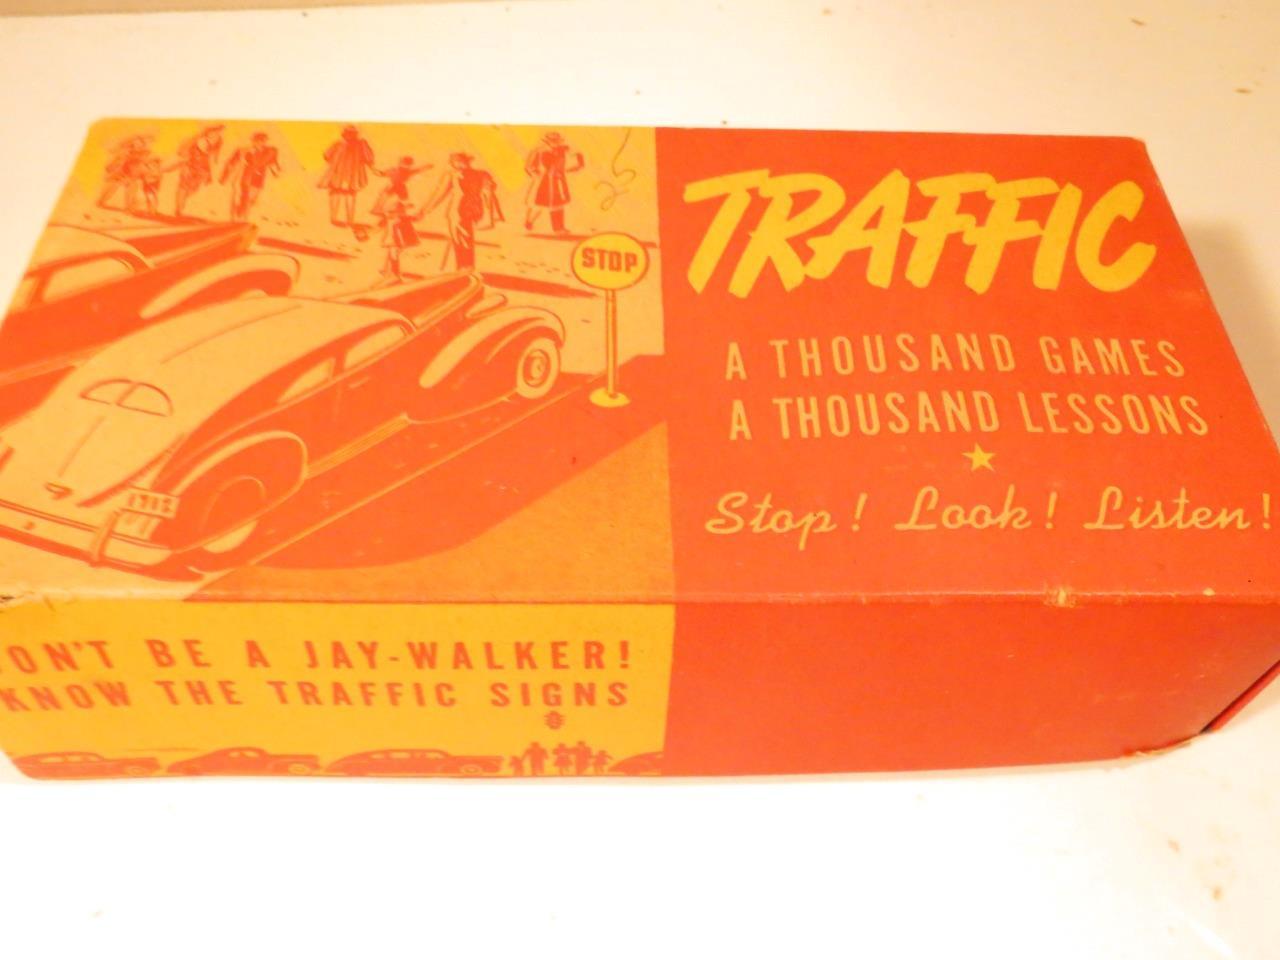 STOP
TRAFFIC
A THOUSAND GAMES
A THOUSAND LESSONS
Stop! Look! Listen!
ON'T BE A JAY-WALKER!
KNOW THE TRAFFIC SIGNS